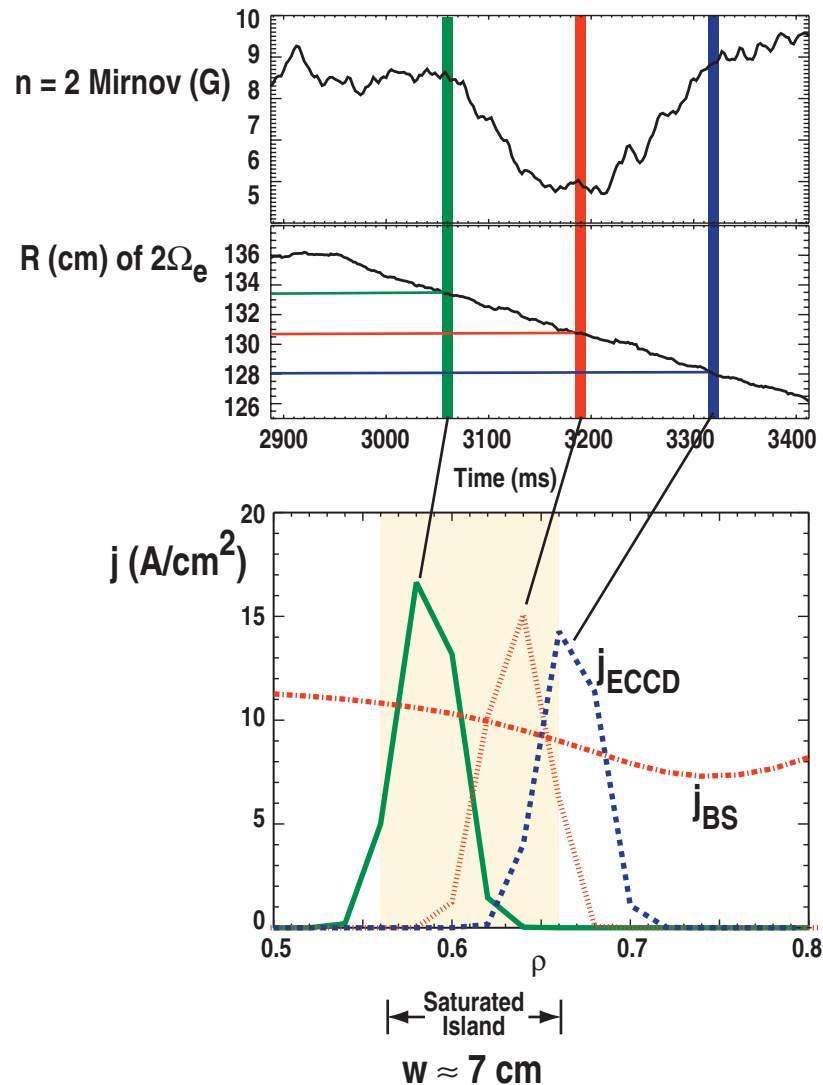 10
9
8
7
6
5
n = 2 Mirnov (G)
136
134
132
130
128
126
R (cm) of 2Ωe
2900 3000 3100 3200 3300 3400
Time (ms)
20
15
10
5
0
j (A/cm²)
jECCD
jBS
0.5 0.6 0.7 0.8
ρ
Saturated
Island
w ≈ 7 cm